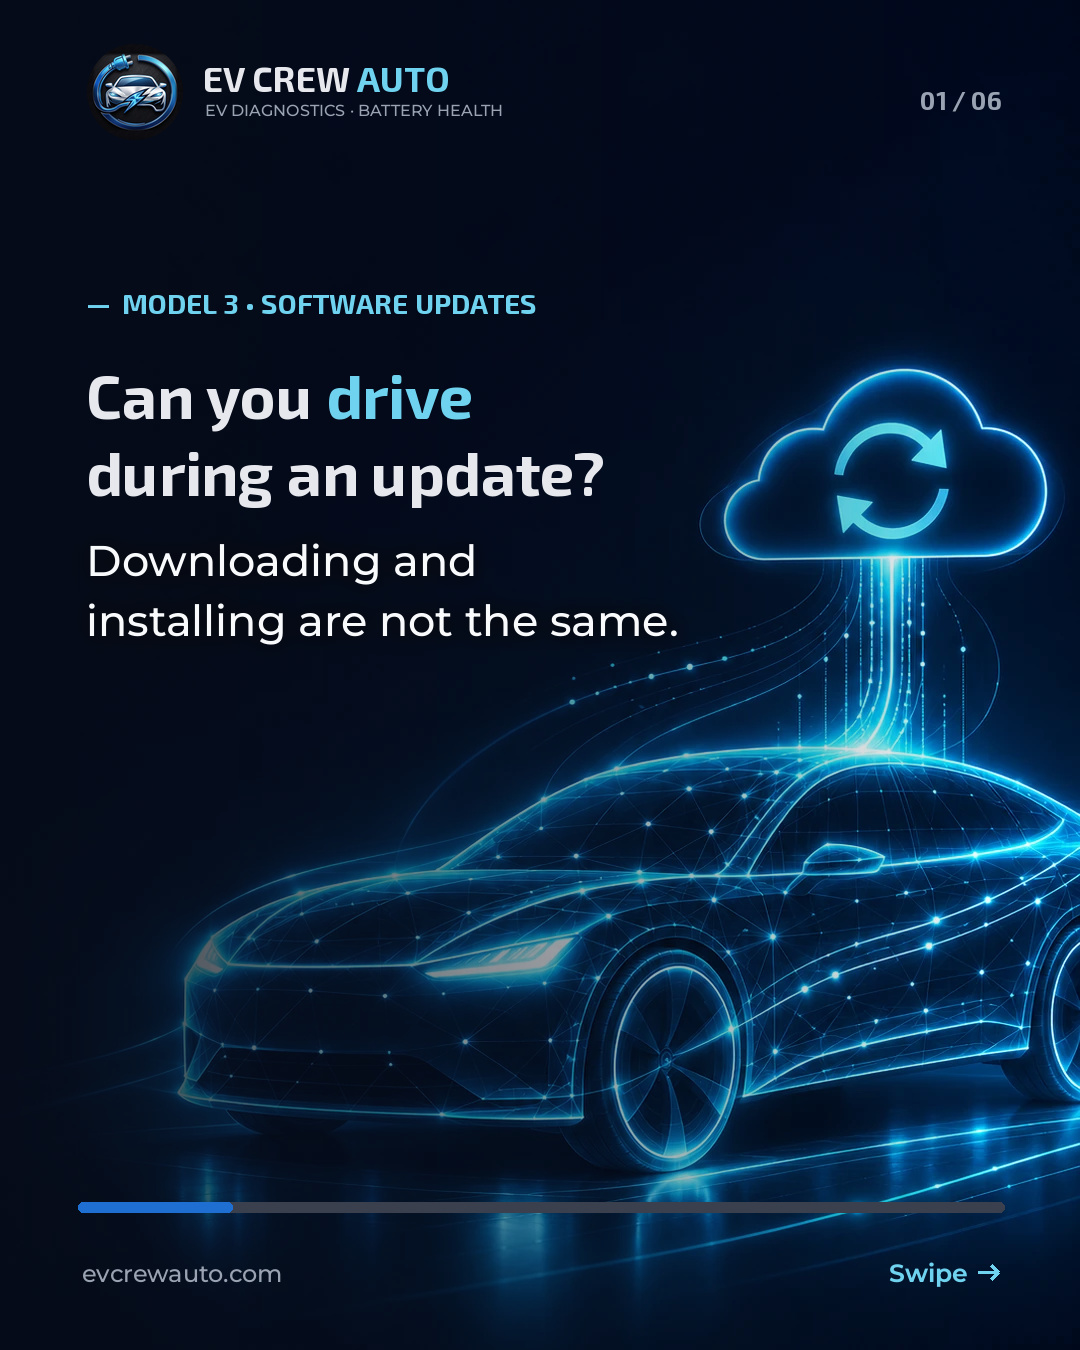 EV CREW AUTO
EV DIAGNOSTICS · BATTERY HEALTH
01 / 06
— MODEL 3 • SOFTWARE UPDATES
Can you drive
during an update?
Downloading and
installing are not the same.
evcrewauto.com
Swipe →